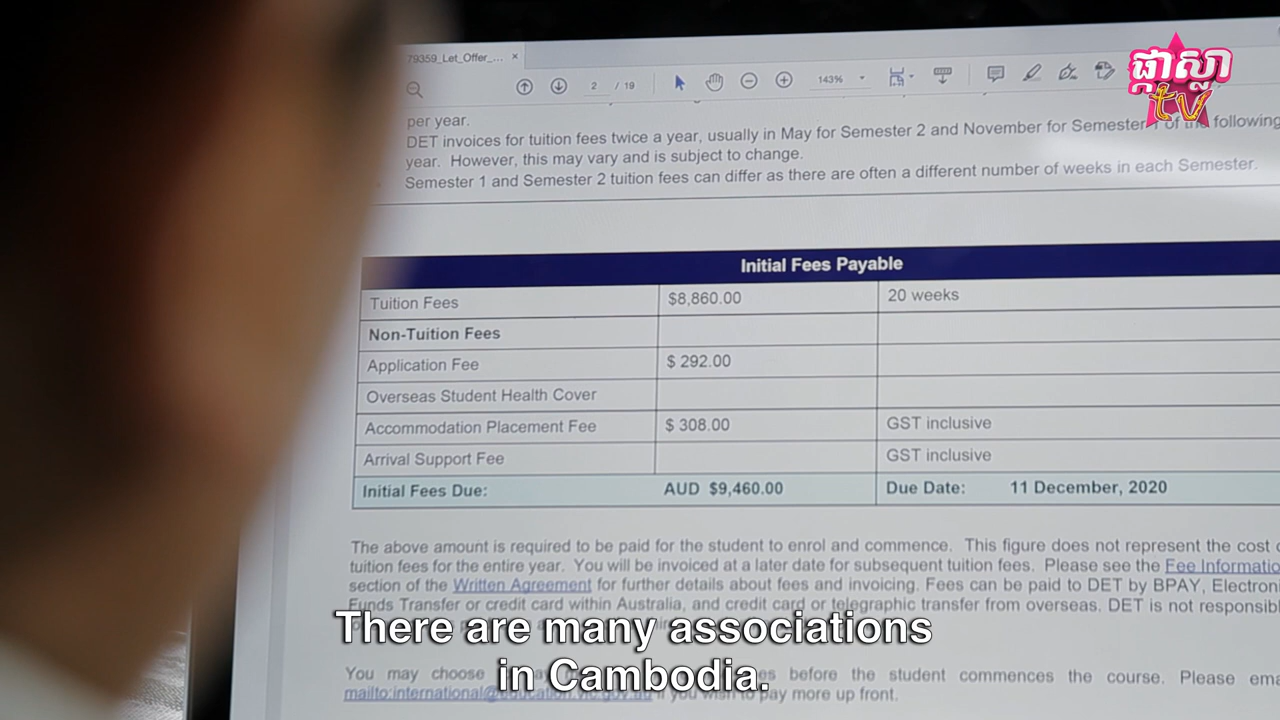 79359_Let_Offer_... ×
2 / 19 143%
ផ្កាស្លា
tv
per year.
DET invoices for tuition fees twice a year, usually in May for Semester 2 and November for Semester 1 of the following
year. However, this may vary and is subject to change.
Semester 1 and Semester 2 tuition fees can differ as there are often a different number of weeks in each Semester.
Initial Fees Payable
Tuition Fees $8,860.00 20 weeks
Non-Tuition Fees
Application Fee $ 292.00
Overseas Student Health Cover
Accommodation Placement Fee $ 308.00 GST inclusive
Arrival Support Fee GST inclusive
Initial Fees Due: AUD $9,460.00 Due Date: 11 December, 2020
The above amount is required to be paid for the student to enrol and commence. This figure does not represent the cost
tuition fees for the entire year. You will be invoiced at a later date for subsequent tuition fees. Please see the Fee Informatio
section of the Written Agreement for further details about fees and invoicing. Fees can be paid to DET by BPAY, Electron
Funds Transfer or credit card within Australia, and credit card or telegraphic transfer from overseas. DET is not responsib
There are many associations
in Cambodia.
You may choose before the student commences the course. Please ema
mailto:international@ if you wish to pay more up front.